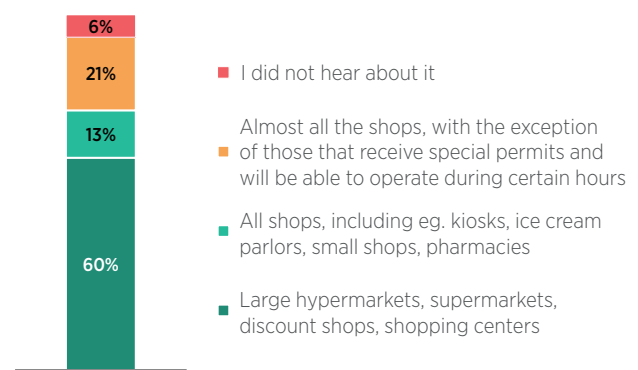 6%
21%
13%
60%
I did not hear about it
Almost all the shops, with the exception
of those that receive special permits and
will be able to operate during certain hours
All shops, including eg. kiosks, ice cream
parlors, small shops, pharmacies
Large hypermarkets, supermarkets,
discount shops, shopping centers